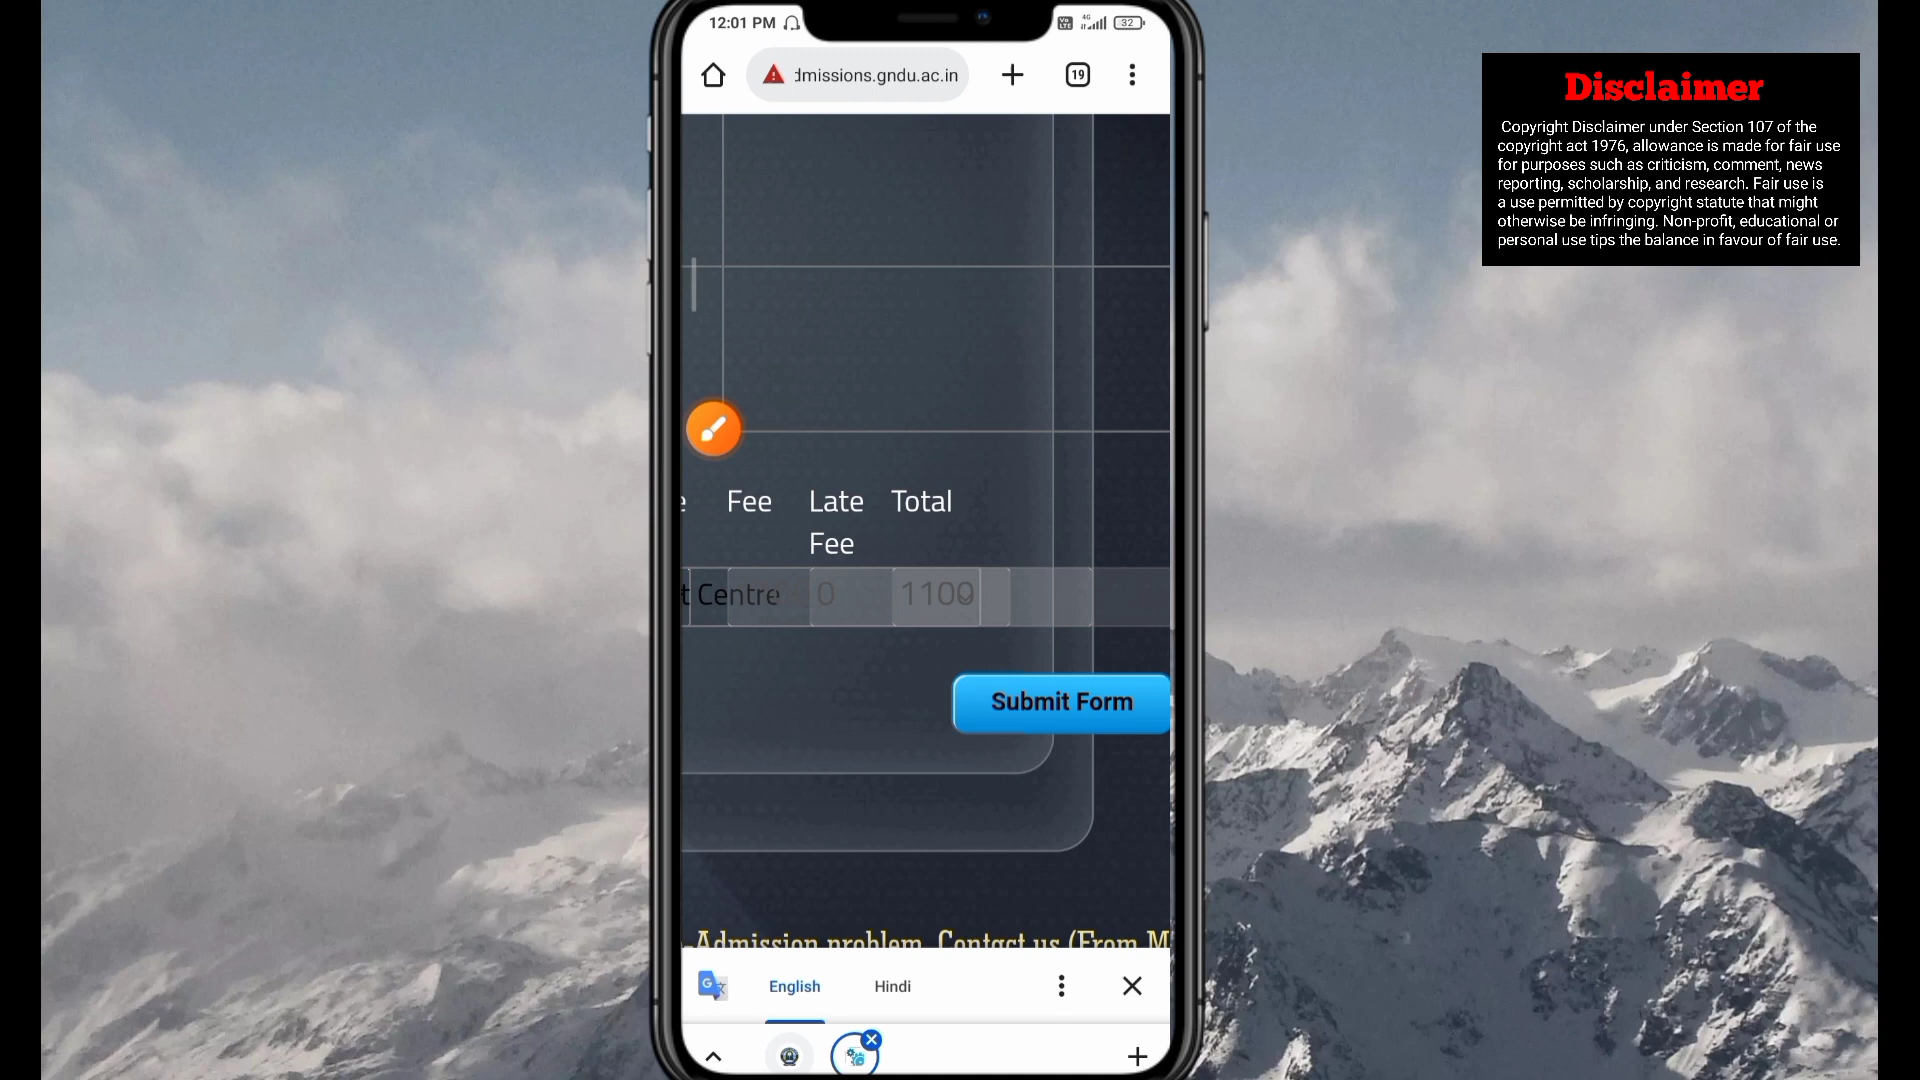 12:01 PM
Vo LTE
4G
32
dmissions.gndu.ac.in
19
Disclaimer
Copyright Disclaimer under Section 107 of the
copyright act 1976, allowance is made for fair use
for purposes such as criticism, comment, news
reporting, scholarship, and research. Fair use is
a use permitted by copyright statute that might
otherwise be infringing. Non-profit, educational or
personal use tips the balance in favour of fair use.
e Fee Late Total
Fee
t Centre 0 1100
Submit Form
-Admission problem, Contact us (From M
G
English Hindi